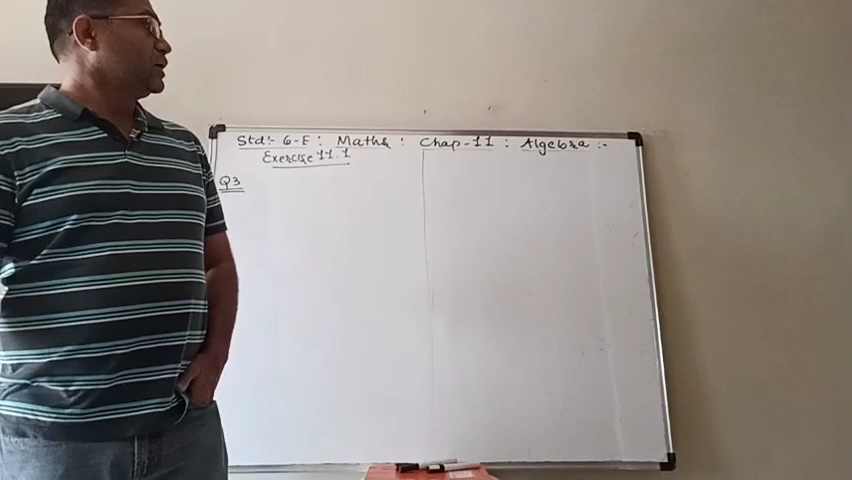 Std:- 6-E : Maths : Chap-11 : Algebra :-
Exercise 11.1
Q3